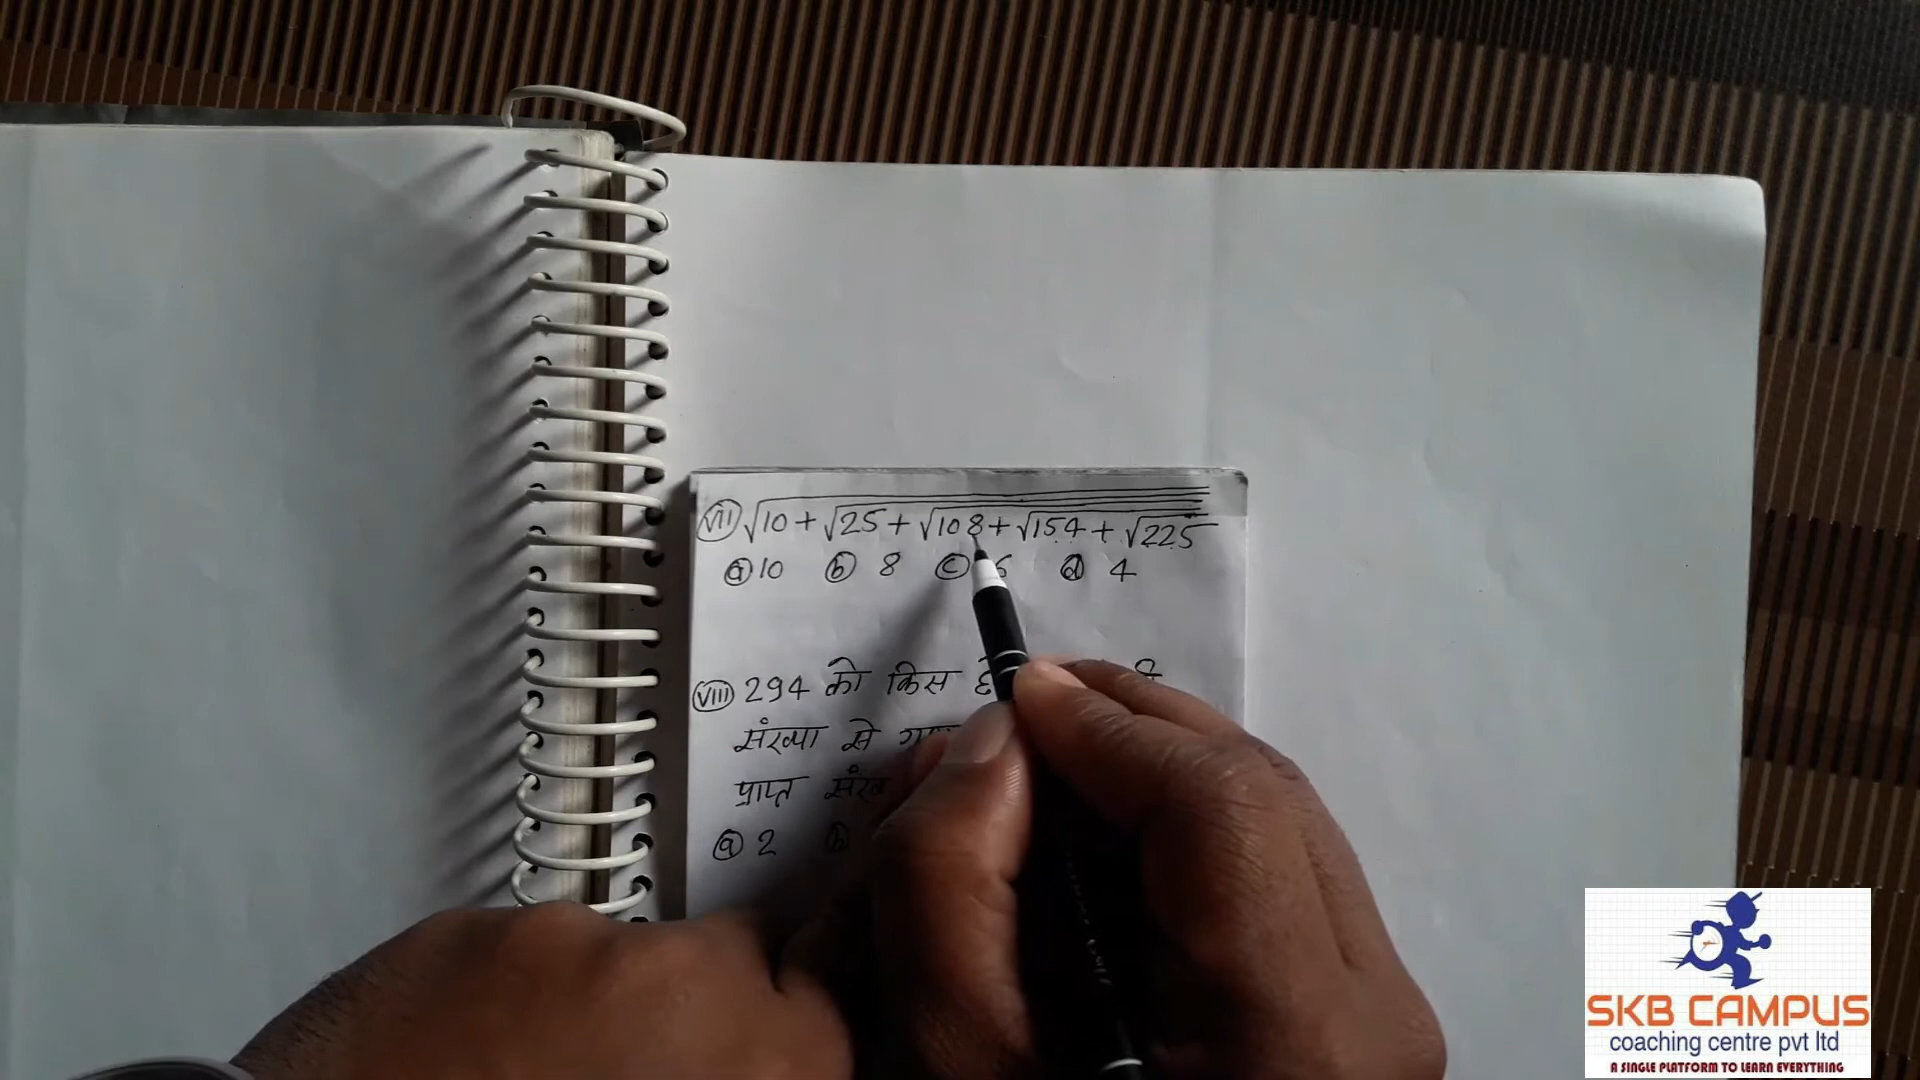 (VII) √10 + √25 + √108 + √154 + √225
(a) 10 (b) 8 (c) 6 (d) 4
(VIII) 294 को किस
संख्या से
प्राप्त
(a) 2 (b)
SKB CAMPUS
coaching centre pvt ltd
A SINGLE PLATFORM TO LEARN EVERYTHING